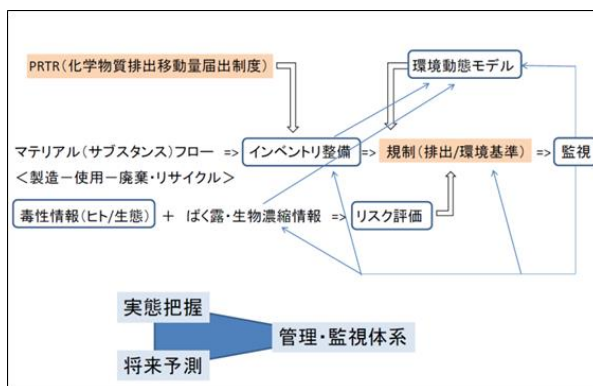 PRTR(化学物質排出移動量届出制度)
環境動態モデル
マテリアル(サブスタンス)フロー => インベントリ整備 => 規制(排出/環境基準) => 監視
<製造-使用-廃棄・リサイクル>
毒性情報(ヒト/生態) + ばく露・生物濃縮情報 => リスク評価
実態把握
管理・監視体系
将来予測